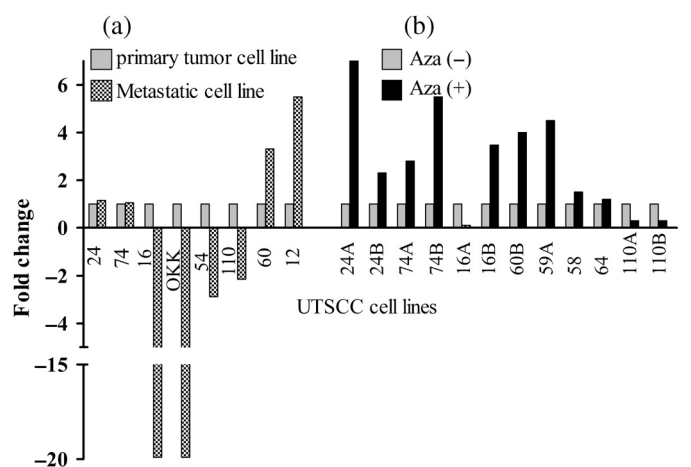 (a)
(b)
primary tumor cell line
Metastatic cell line
Aza (−)
Aza (+)
Fold change
6
4
2
0
−2
−4
−15
−20
24
74
16
OKK
54
110
60
12
24A
24B
74A
74B
16A
16B
60B
59A
58
64
110A
110B
UTSCC cell lines